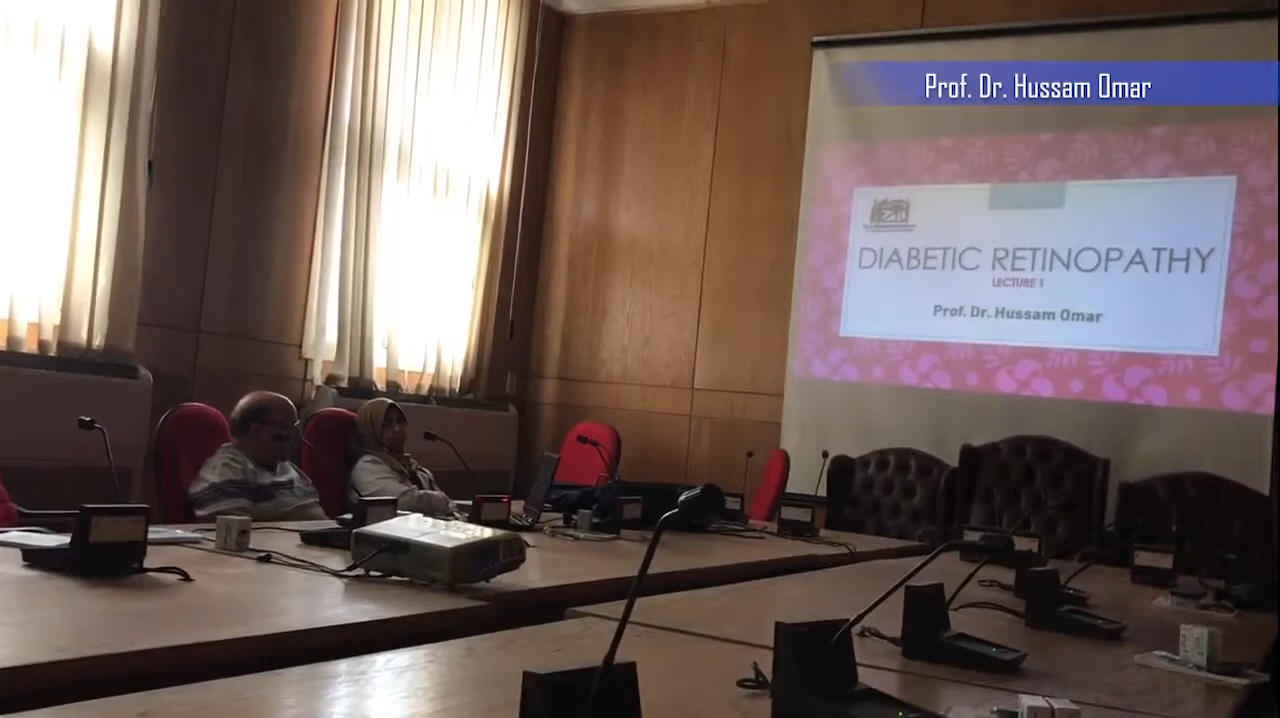 Prof. Dr. Hussam Omar
DIABETIC RETINOPATHY
LECTURE 1
Prof. Dr. Hussam Omar